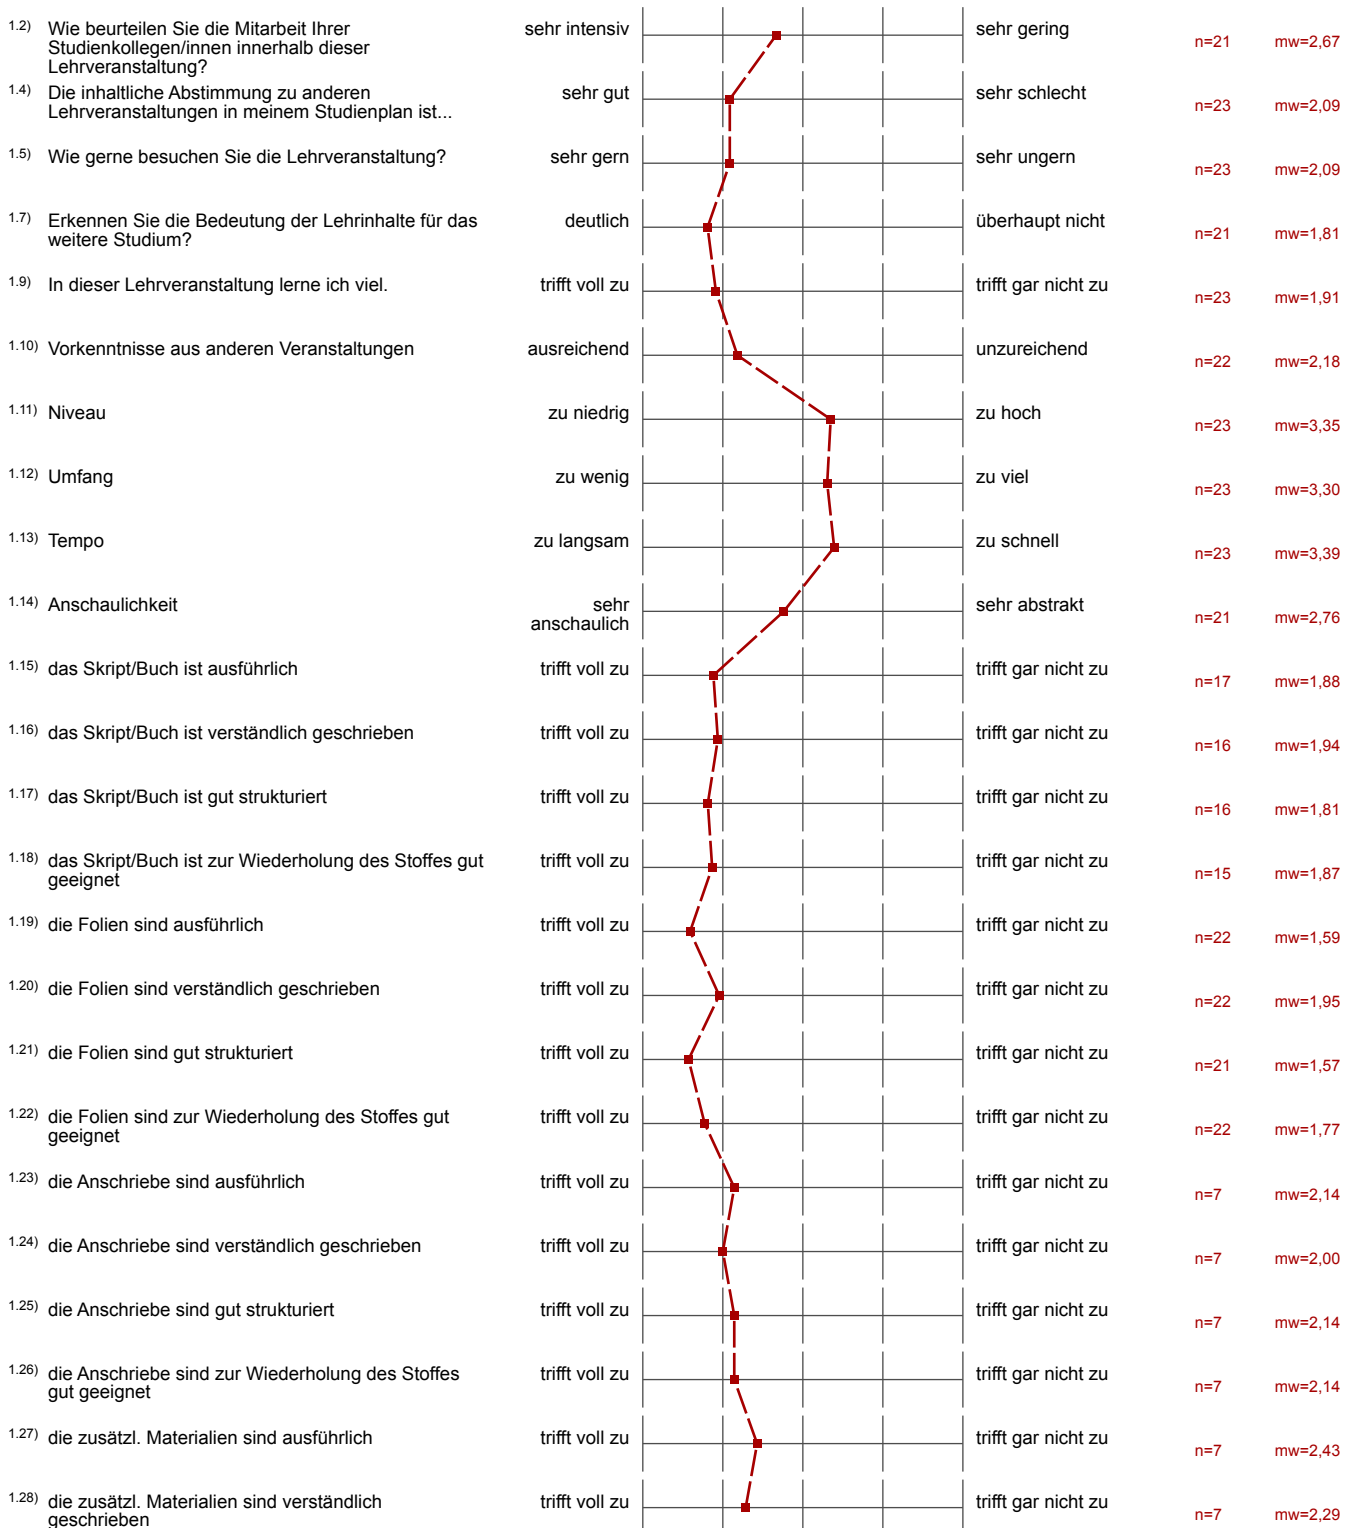 1.2) Wie beurteilen Sie die Mitarbeit Ihrer
Studienkollegen/innen innerhalb dieser
Lehrveranstaltung?
sehr intensiv sehr gering n=21 mw=2,67
1.4) Die inhaltliche Abstimmung zu anderen
Lehrveranstaltungen in meinem Studienplan ist...
sehr gut sehr schlecht n=23 mw=2,09
1.5) Wie gerne besuchen Sie die Lehrveranstaltung? sehr gern sehr ungern n=23 mw=2,09
1.7) Erkennen Sie die Bedeutung der Lehrinhalte für das
weitere Studium?
deutlich überhaupt nicht n=21 mw=1,81
1.9) In dieser Lehrveranstaltung lerne ich viel. trifft voll zu trifft gar nicht zu n=23 mw=1,91
1.10) Vorkenntnisse aus anderen Veranstaltungen ausreichend unzureichend n=22 mw=2,18
1.11) Niveau zu niedrig zu hoch n=23 mw=3,35
1.12) Umfang zu wenig zu viel n=23 mw=3,30
1.13) Tempo zu langsam zu schnell n=23 mw=3,39
1.14) Anschaulichkeit sehr
anschaulich
sehr abstrakt n=21 mw=2,76
1.15) das Skript/Buch ist ausführlich trifft voll zu trifft gar nicht zu n=17 mw=1,88
1.16) das Skript/Buch ist verständlich geschrieben trifft voll zu trifft gar nicht zu n=16 mw=1,94
1.17) das Skript/Buch ist gut strukturiert trifft voll zu trifft gar nicht zu n=16 mw=1,81
1.18) das Skript/Buch ist zur Wiederholung des Stoffes gut
geeignet
trifft voll zu trifft gar nicht zu n=15 mw=1,87
1.19) die Folien sind ausführlich trifft voll zu trifft gar nicht zu n=22 mw=1,59
1.20) die Folien sind verständlich geschrieben trifft voll zu trifft gar nicht zu n=22 mw=1,95
1.21) die Folien sind gut strukturiert trifft voll zu trifft gar nicht zu n=21 mw=1,57
1.22) die Folien sind zur Wiederholung des Stoffes gut
geeignet
trifft voll zu trifft gar nicht zu n=22 mw=1,77
1.23) die Anschriebe sind ausführlich trifft voll zu trifft gar nicht zu n=7 mw=2,14
1.24) die Anschriebe sind verständlich geschrieben trifft voll zu trifft gar nicht zu n=7 mw=2,00
1.25) die Anschriebe sind gut strukturiert trifft voll zu trifft gar nicht zu n=7 mw=2,14
1.26) die Anschriebe sind zur Wiederholung des Stoffes
gut geeignet
trifft voll zu trifft gar nicht zu n=7 mw=2,14
1.27) die zusätzl. Materialien sind ausführlich trifft voll zu trifft gar nicht zu n=7 mw=2,43
1.28) die zusätzl. Materialien sind verständlich
geschrieben
trifft voll zu trifft gar nicht zu n=7 mw=2,29